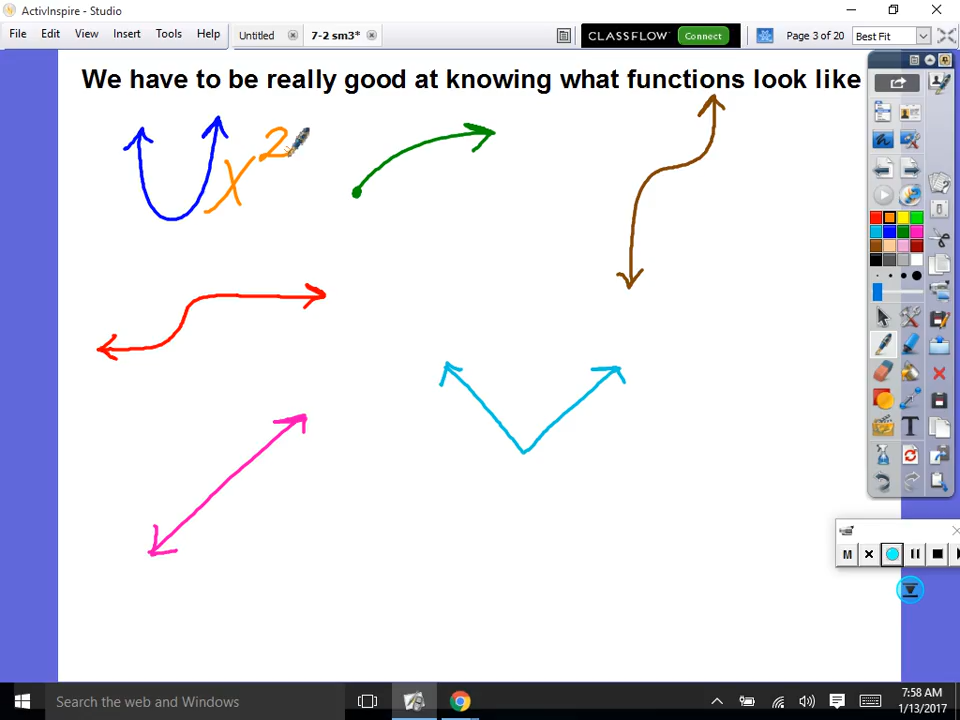 ActivInspire - Studio
File Edit View Insert Tools Help Untitled 7-2 sm3* CLASSFLOW Connect Page 3 of 20 Best Fit
We have to be really good at knowing what functions look like
x²
T
M
Search the web and Windows
7:58 AM
1/13/2017